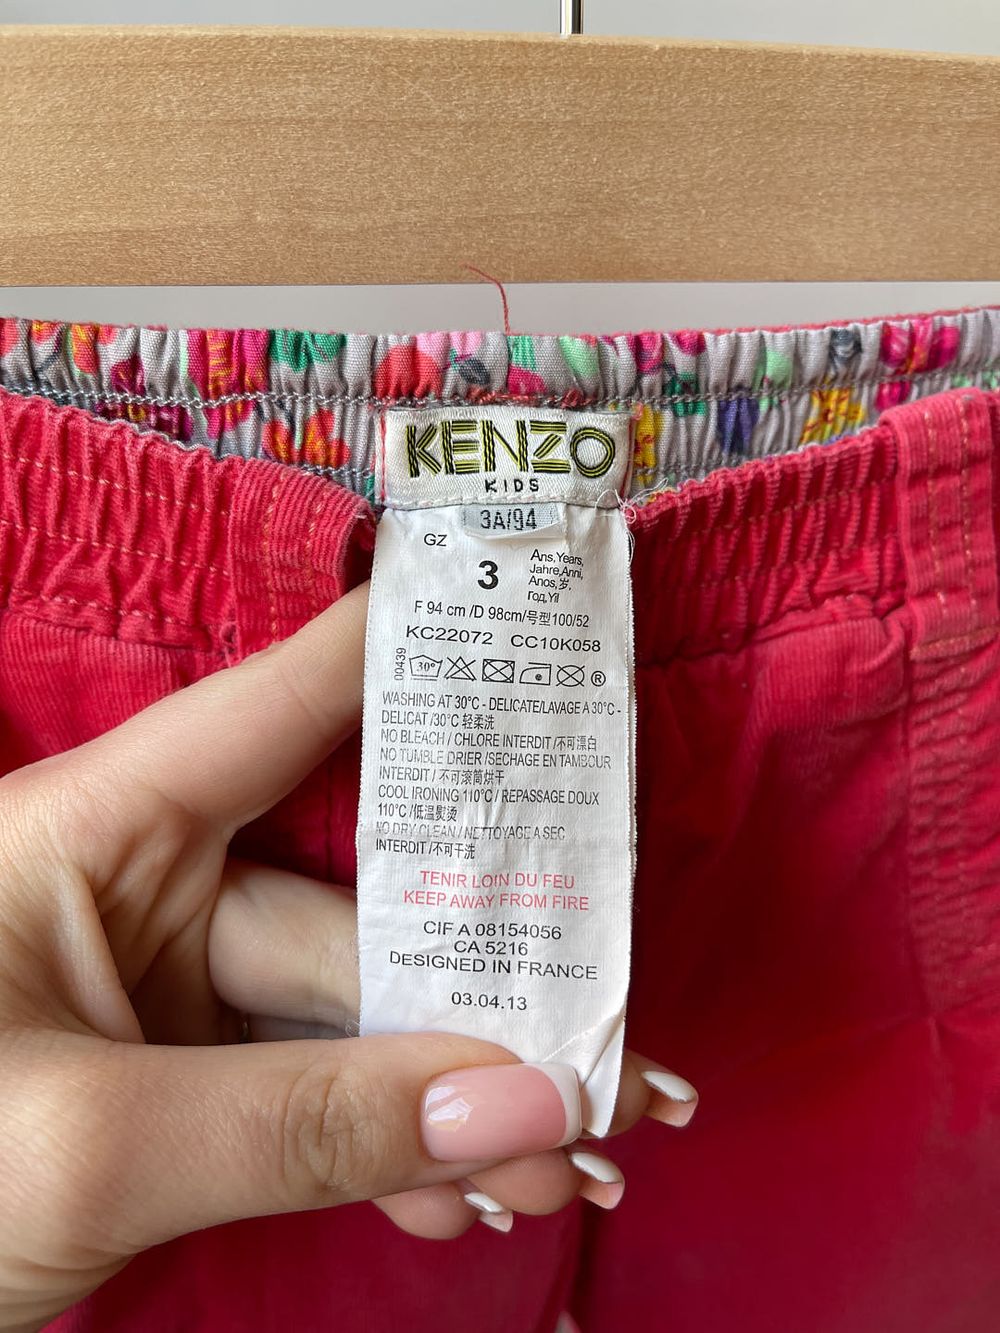 KENZO
KIDS
3A/94
GZ
3
Ans,Years,
Jahre,Anni,
Anos,岁,
год,Yil
F 94 cm /D 98cm/号型100/52
KC22072 CC10K058
00439
30°
WASHING AT 30°C - DELICATE/LAVAGE A 30°C -
DELICAT /30°C 轻柔洗
NO BLEACH / CHLORE INTERDIT /不可漂白
NO TUMBLE DRIER /SECHAGE EN TAMBOUR
INTERDIT / 不可滚筒烘干
COOL IRONING 110°C / REPASSAGE DOUX
110°C /低温熨烫
NO DRY CLEAN / NETTOYAGE A SEC
INTERDIT /不可干洗
TENIR LOIN DU FEU
KEEP AWAY FROM FIRE
CIF A 08154056
CA 5216
DESIGNED IN FRANCE
03.04.13